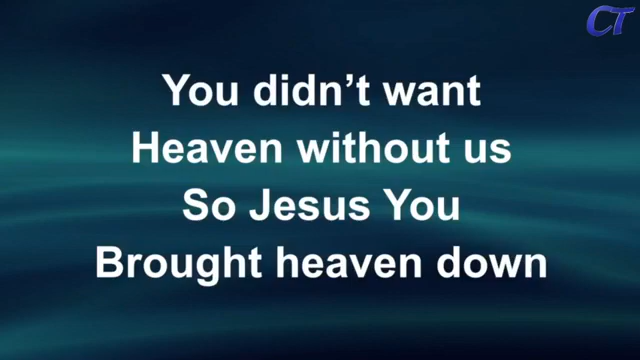 CT
You didn’t want
Heaven without us
So Jesus You
Brought heaven down